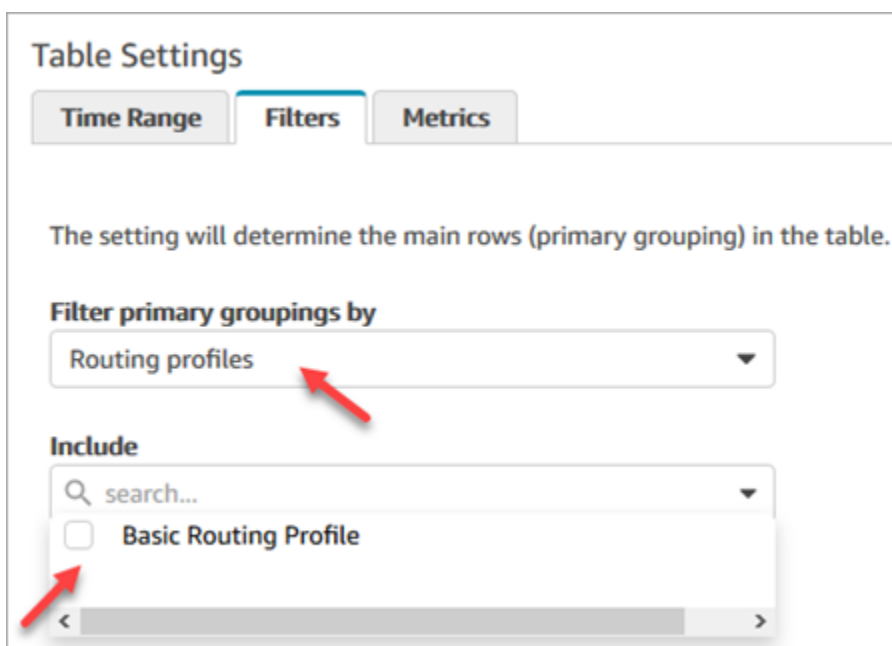 Table Settings
Time Range Filters Metrics
The setting will determine the main rows (primary grouping) in the table.
Filter primary groupings by
Routing profiles
Include
search...
Basic Routing Profile